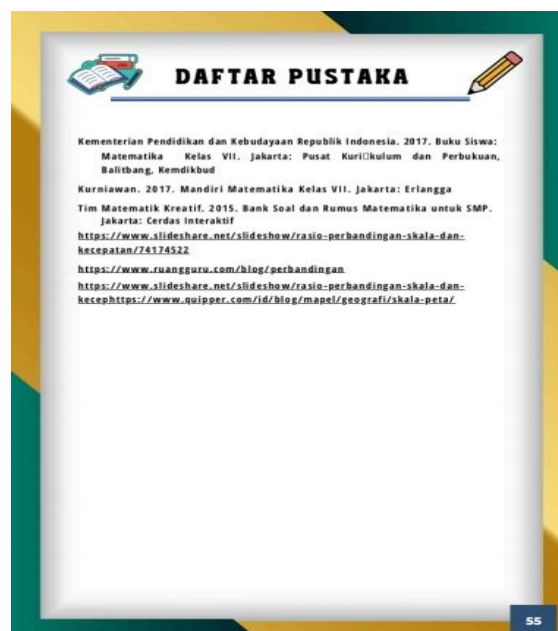 DAFTAR PUSTAKA
Kementerian Pendidikan dan Kebudayaan Republik Indonesia. 2017. Buku Siswa:
Matematika Kelas VII. Jakarta: Pusat Kuri□kulum dan Perbukuan,
Balitbang, Kemdikbud
Kurniawan. 2017. Mandiri Matematika Kelas VII. Jakarta: Erlangga
Tim Matematik Kreatif. 2015. Bank Soal dan Rumus Matematika untuk SMP.
Jakarta: Cerdas Interaktif
https://www.slideshare.net/slideshow/rasio-perbandingan-skala-dan-
kecepatan/74174522
https://www.ruangguru.com/blog/perbandingan
https://www.slideshare.net/slideshow/rasio-perbandingan-skala-dan-
kecephttps://www.quipper.com/id/blog/mapel/geografi/skala-peta/
55